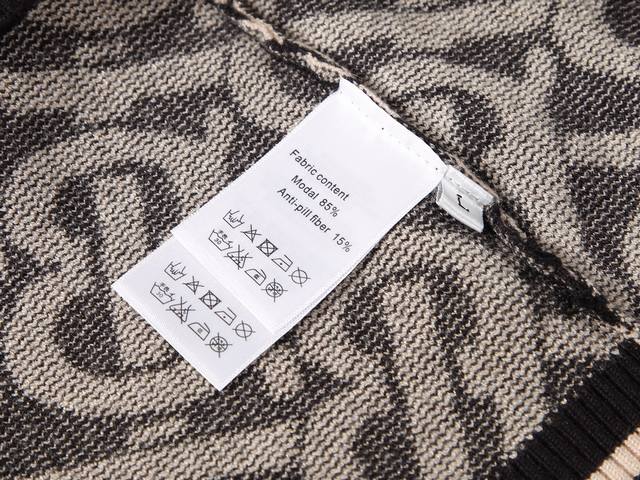 Fabric content
Modal 85%
Anti-pill fiber 15%
L